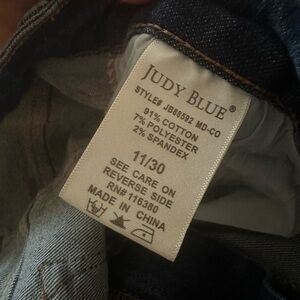 JUDY BLUE®
STYLE# JB88592 MD-CO
91% COTTON
7% POLYESTER
2% SPANDEX
11/30
SEE CARE ON
REVERSE SIDE
RN# 116380
MADE IN CHINA